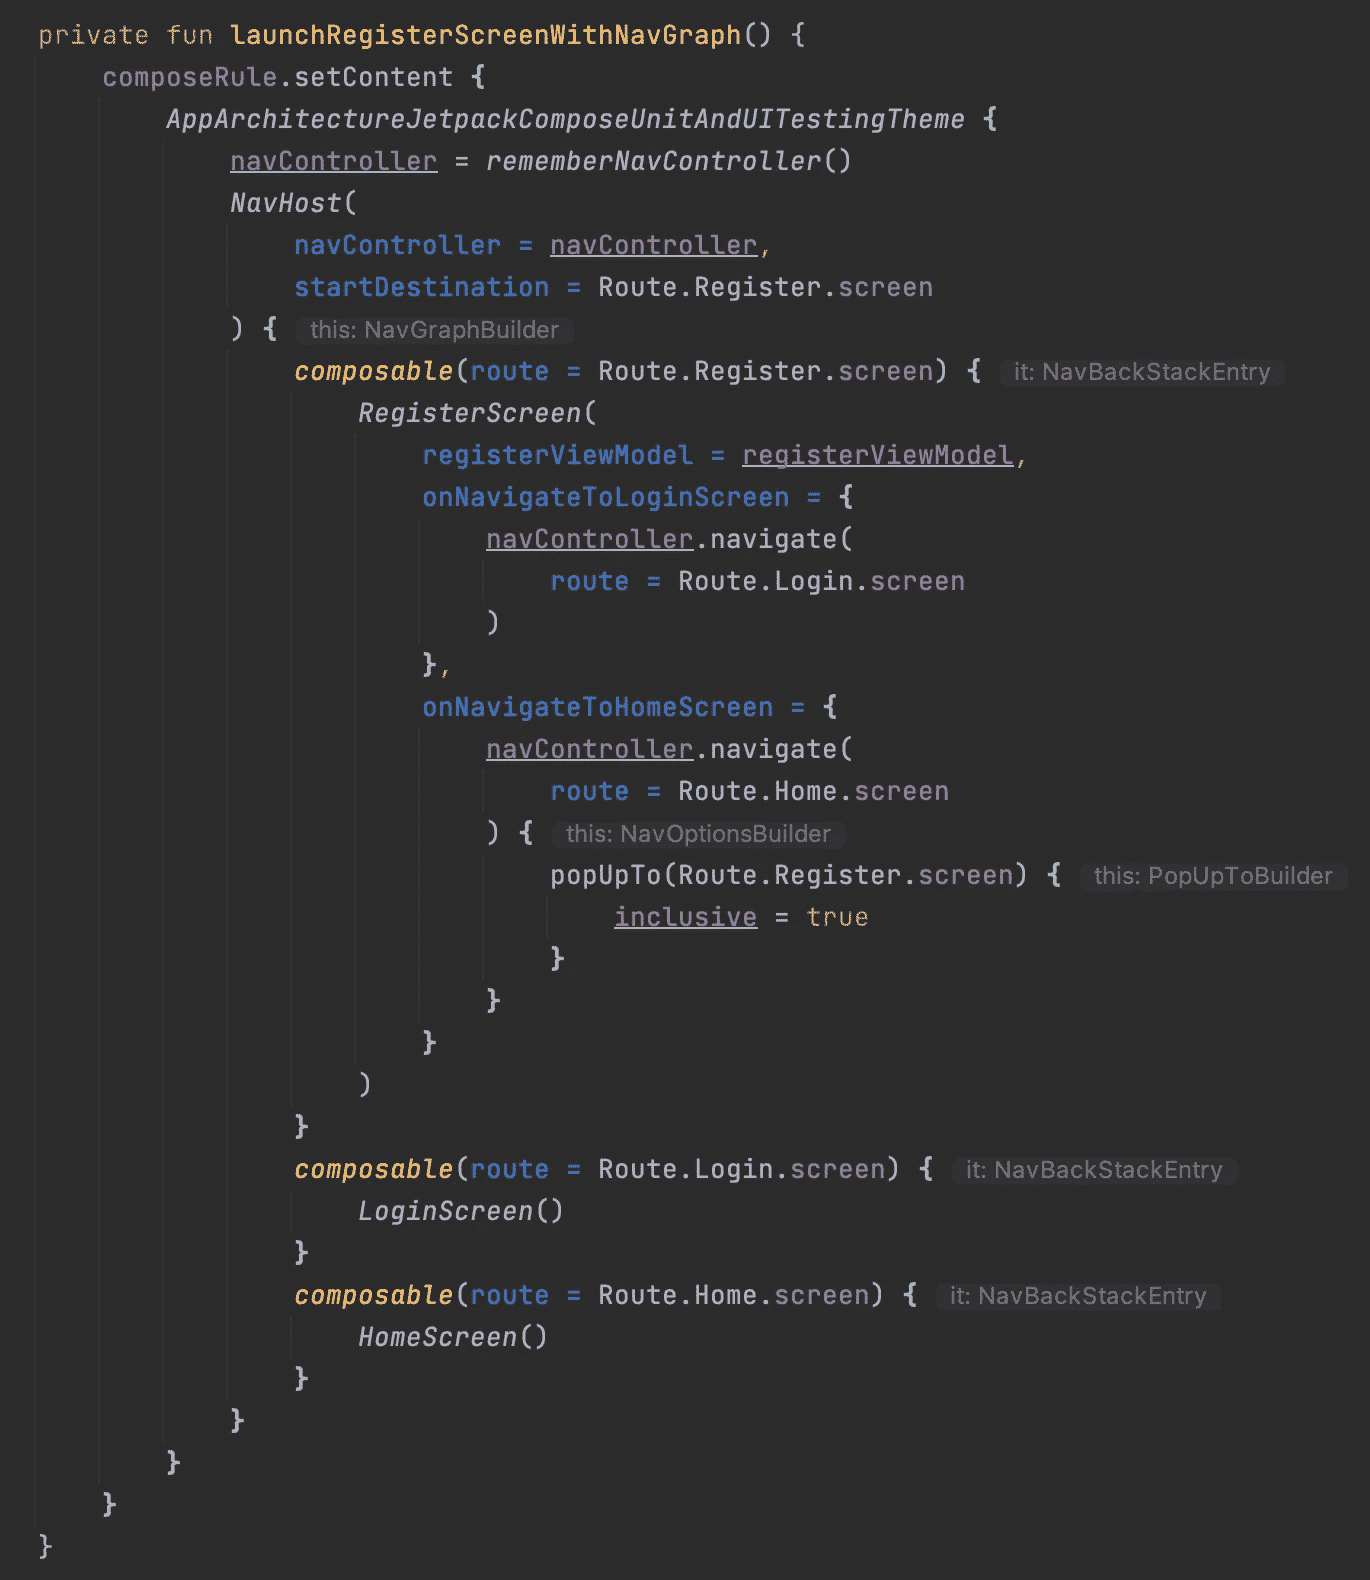 private fun launchRegisterScreenWithNavGraph() {
    composeRule.setContent {
        AppArchitectureJetpackComposeUnitAndUITestingTheme {
            navController = rememberNavController()
            NavHost(
                navController = navController,
                startDestination = Route.Register.screen
            ) { this: NavGraphBuilder
                composable(route = Route.Register.screen) { it: NavBackStackEntry
                    RegisterScreen(
                        registerViewModel = registerViewModel,
                        onNavigateToLoginScreen = {
                            navController.navigate(
                                route = Route.Login.screen
                            )
                        },
                        onNavigateToHomeScreen = {
                            navController.navigate(
                                route = Route.Home.screen
                            ) { this: NavOptionsBuilder
                                popUpTo(Route.Register.screen) { this: PopUpToBuilder
                                    inclusive = true
                                }
                            }
                        }
                    )
                }
                composable(route = Route.Login.screen) { it: NavBackStackEntry
                    LoginScreen()
                }
                composable(route = Route.Home.screen) { it: NavBackStackEntry
                    HomeScreen()
                }
            }
        }
    }
}